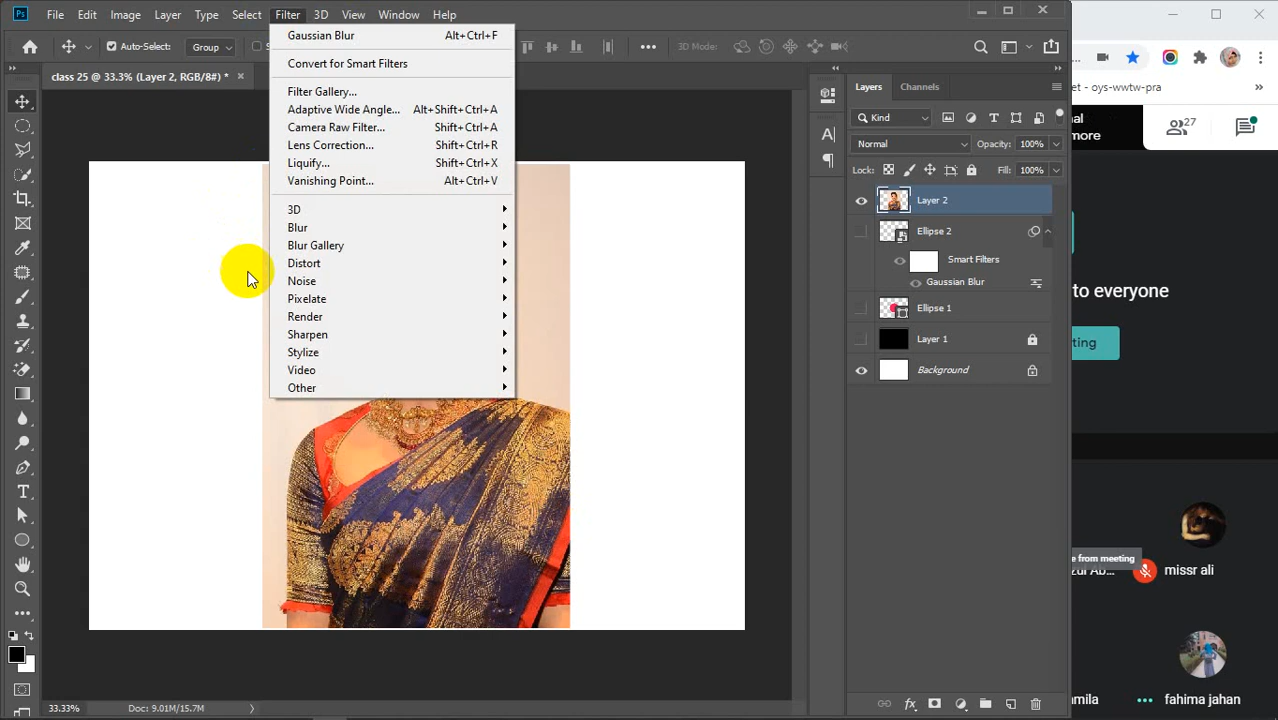 Ps File Edit Image Layer Type Select Filter 3D View Window Help
Auto-Select: Group
3D Mode:
class 25 @ 33.3% (Layer 2, RGB/8#) *
Gaussian Blur Alt+Ctrl+F
Convert for Smart Filters
Filter Gallery...
Adaptive Wide Angle... Alt+Shift+Ctrl+A
Camera Raw Filter... Shift+Ctrl+A
Lens Correction... Shift+Ctrl+R
Liquify... Shift+Ctrl+X
Vanishing Point... Alt+Ctrl+V
3D
Blur
Blur Gallery
Distort
Noise
Pixelate
Render
Sharpen
Stylize
Video
Other
Layers Channels
Kind
Normal Opacity: 100%
Lock: Fill: 100%
Layer 2
Ellipse 2
Smart Filters
Gaussian Blur
Ellipse 1
Layer 1
Background
33.33% Doc: 9.01M/15.7M
et - oys-wwtw-pra
nal
more
27
to everyone
ting
e from meeting
zul Ab...
missr ali
amila
fahima jahan